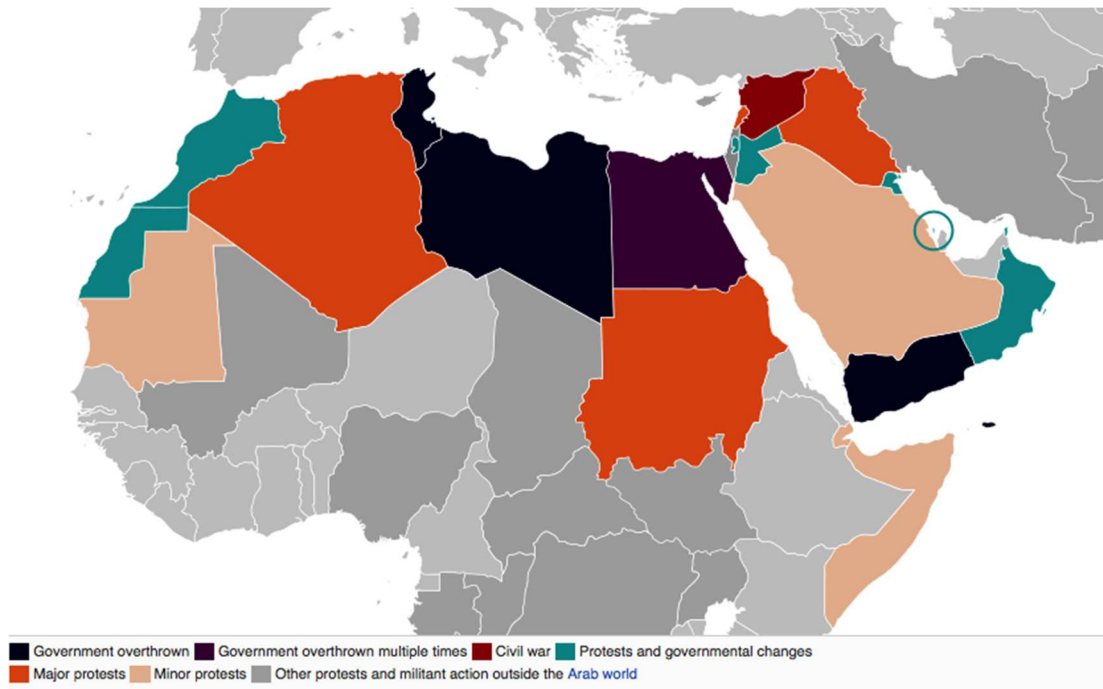 Government overthrown Government overthrown multiple times Civil war Protests and governmental changes
Major protests Minor protests Other protests and militant action outside the Arab world